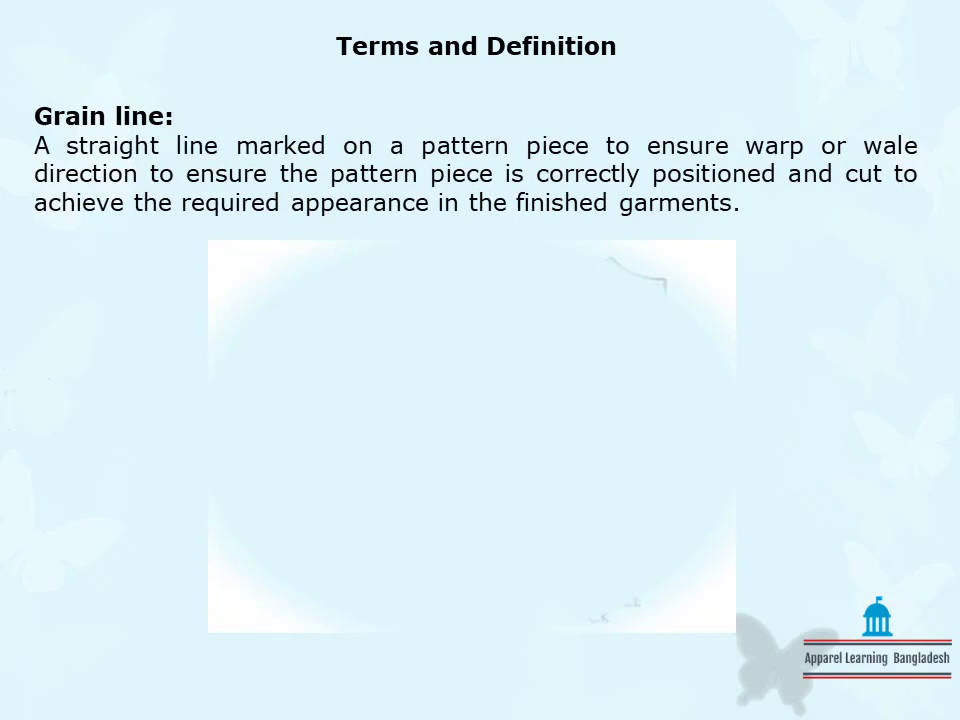 Terms and Definition
Grain line:
A straight line marked on a pattern piece to ensure warp or wale
direction to ensure the pattern piece is correctly positioned and cut to
achieve the required appearance in the finished garments.
Apparel Learning Bangladesh